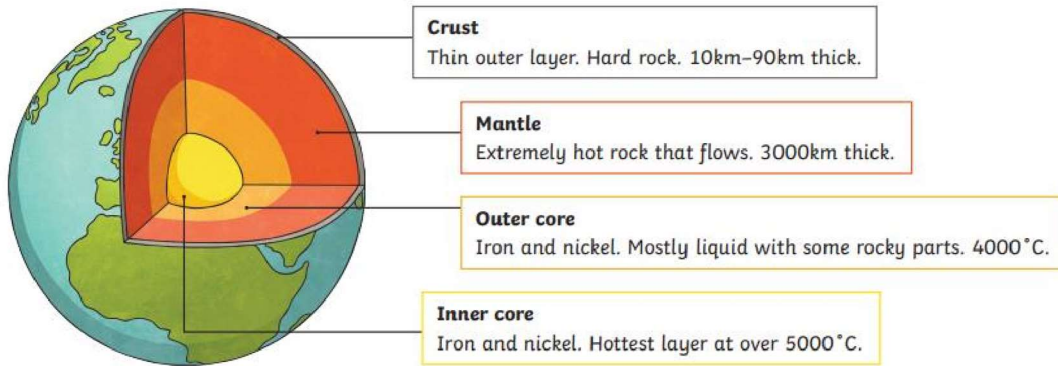 Crust
Thin outer layer. Hard rock. 10km–90km thick.
Mantle
Extremely hot rock that flows. 3000km thick.
Outer core
Iron and nickel. Mostly liquid with some rocky parts. 4000˚C.
Inner core
Iron and nickel. Hottest layer at over 5000˚C.